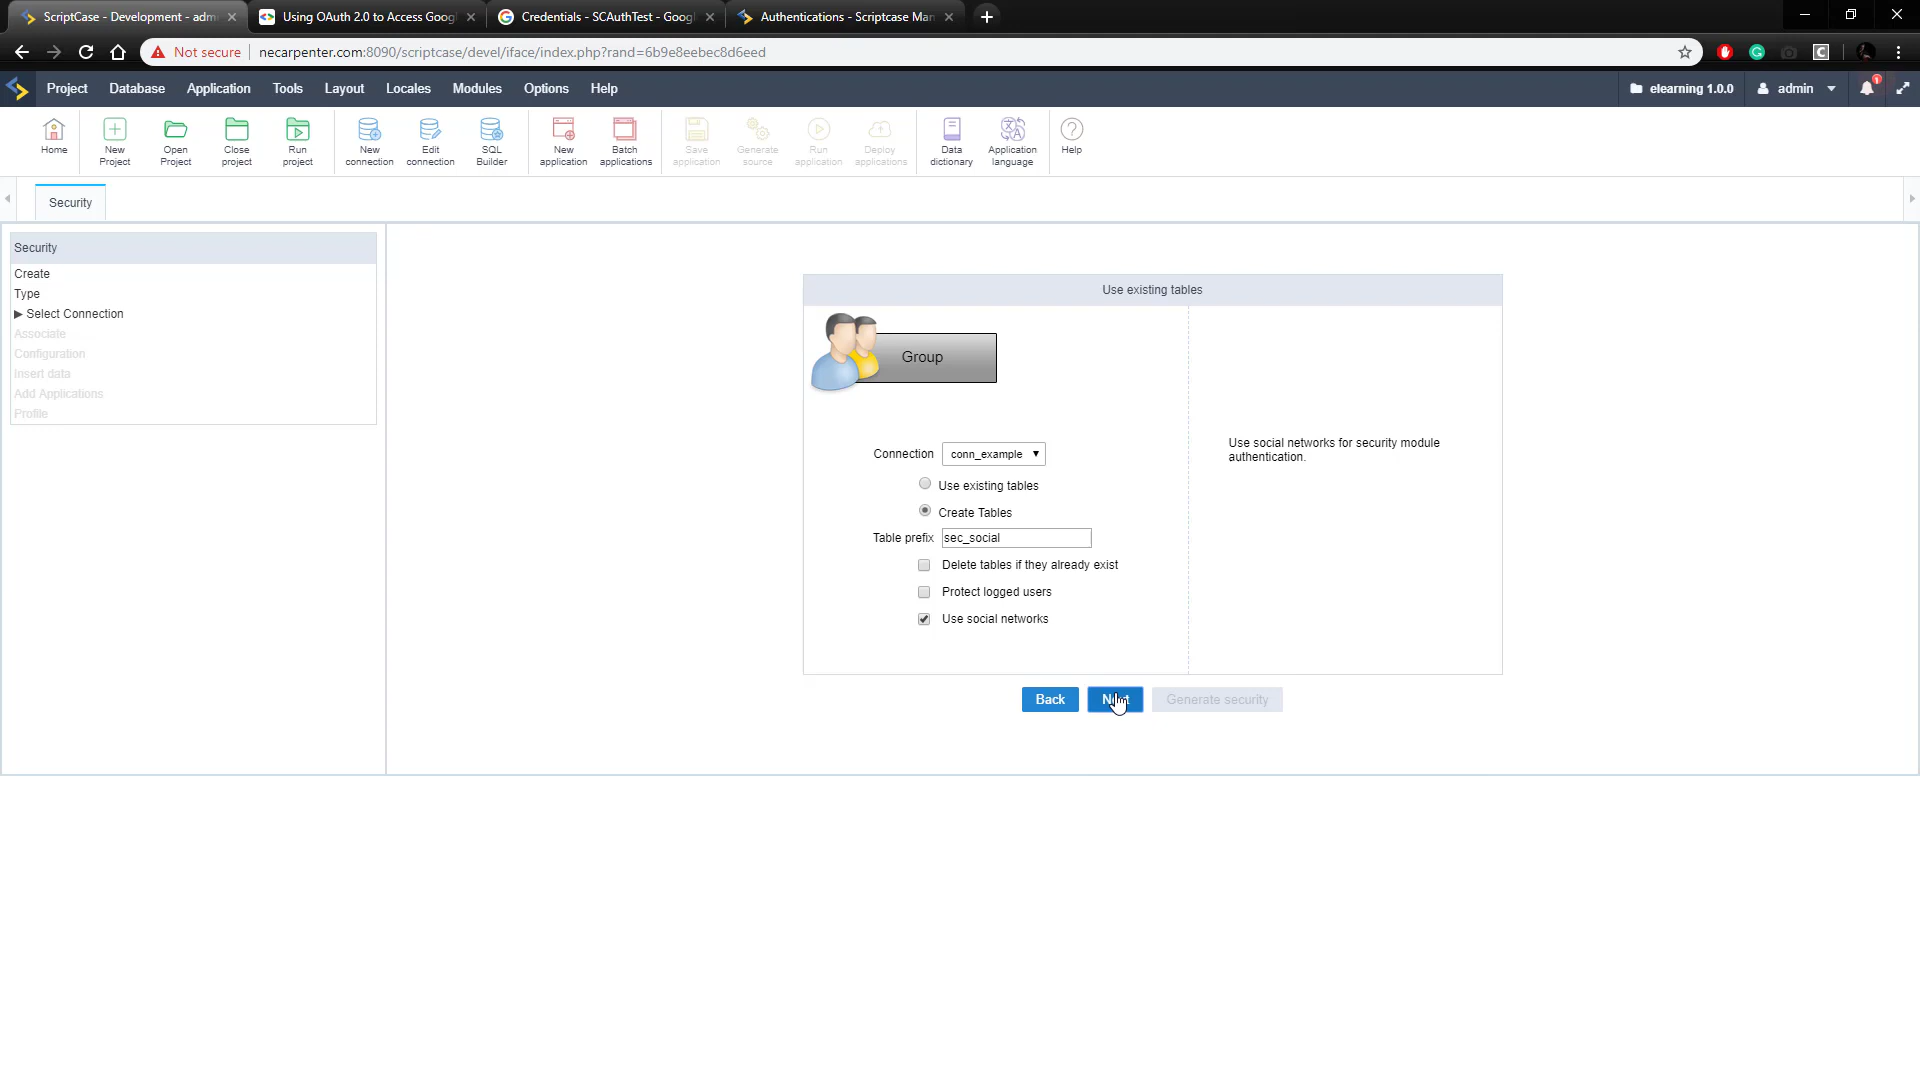 ScriptCase - Development - adm
Using OAuth 2.0 to Access Goog
Credentials - SCAuthTest - Goog
Authentications - Scriptcase Man
Not secure
necarpenter.com:8090/scriptcase/devel/iface/index.php?rand=6b9e8eebec8d6eed
Project
Database
Application
Tools
Layout
Locales
Modules
Options
Help
elearning 1.0.0
admin
1
Home
New
Project
Open
Project
Close
project
Run
project
New
connection
Edit
connection
SQL
Builder
New
application
Batch
applications
Save
application
Generate
source
Run
application
Deploy
applications
Data
dictionary
Application
language
Help
Security
Security
Create
Type
▶ Select Connection
Associate
Configuration
Insert data
Add Applications
Profile
Use existing tables
Group
Connection
conn_example
Use existing tables
Create Tables
Table prefix
sec_social
Delete tables if they already exist
Protect logged users
Use social networks
Use social networks for security module
authentication.
Back
Generate security